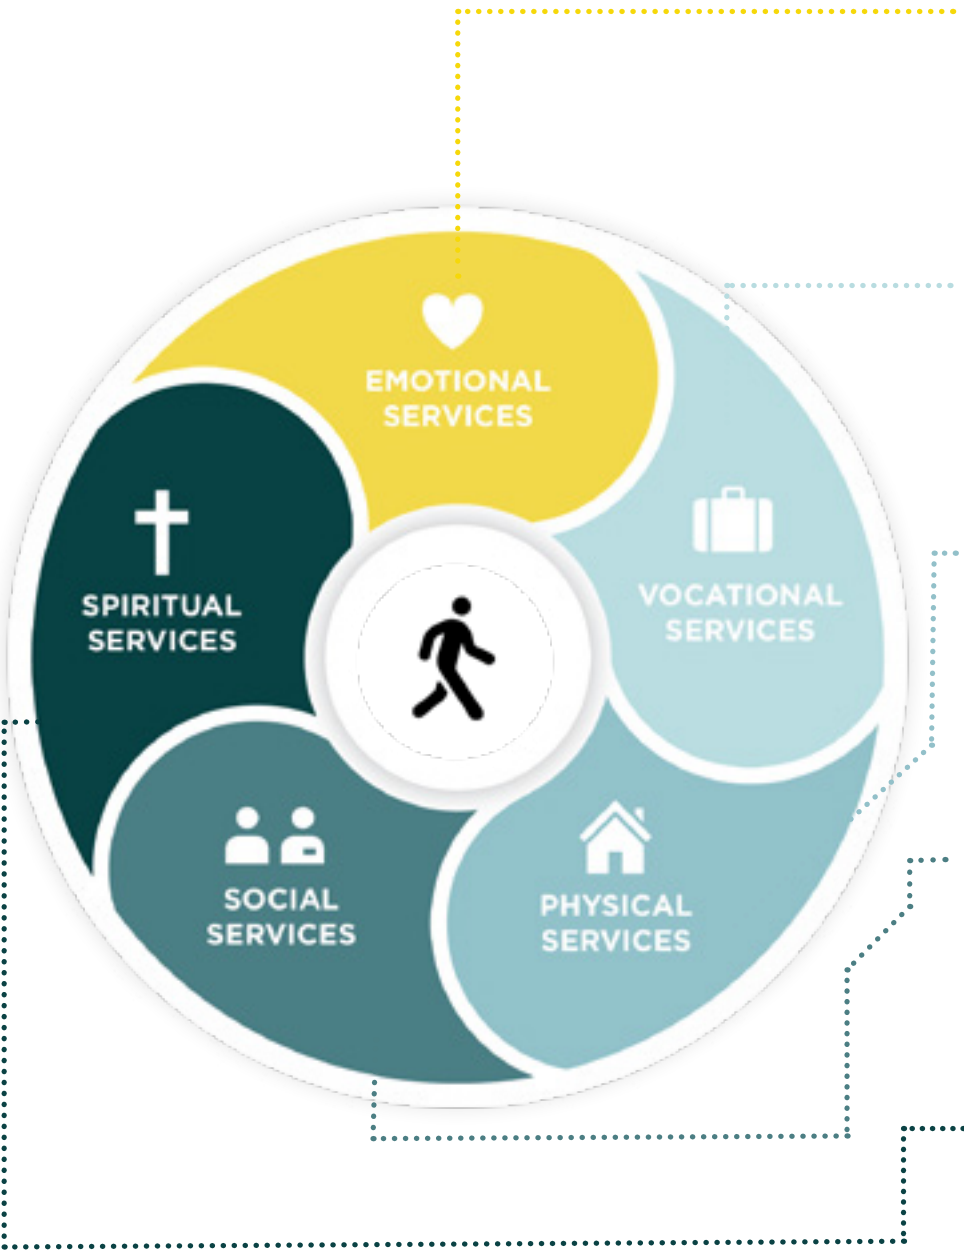 EMOTIONAL
SERVICES
VOCATIONAL
SERVICES
PHYSICAL
SERVICES
SOCIAL
SERVICES
SPIRITUAL
SERVICES